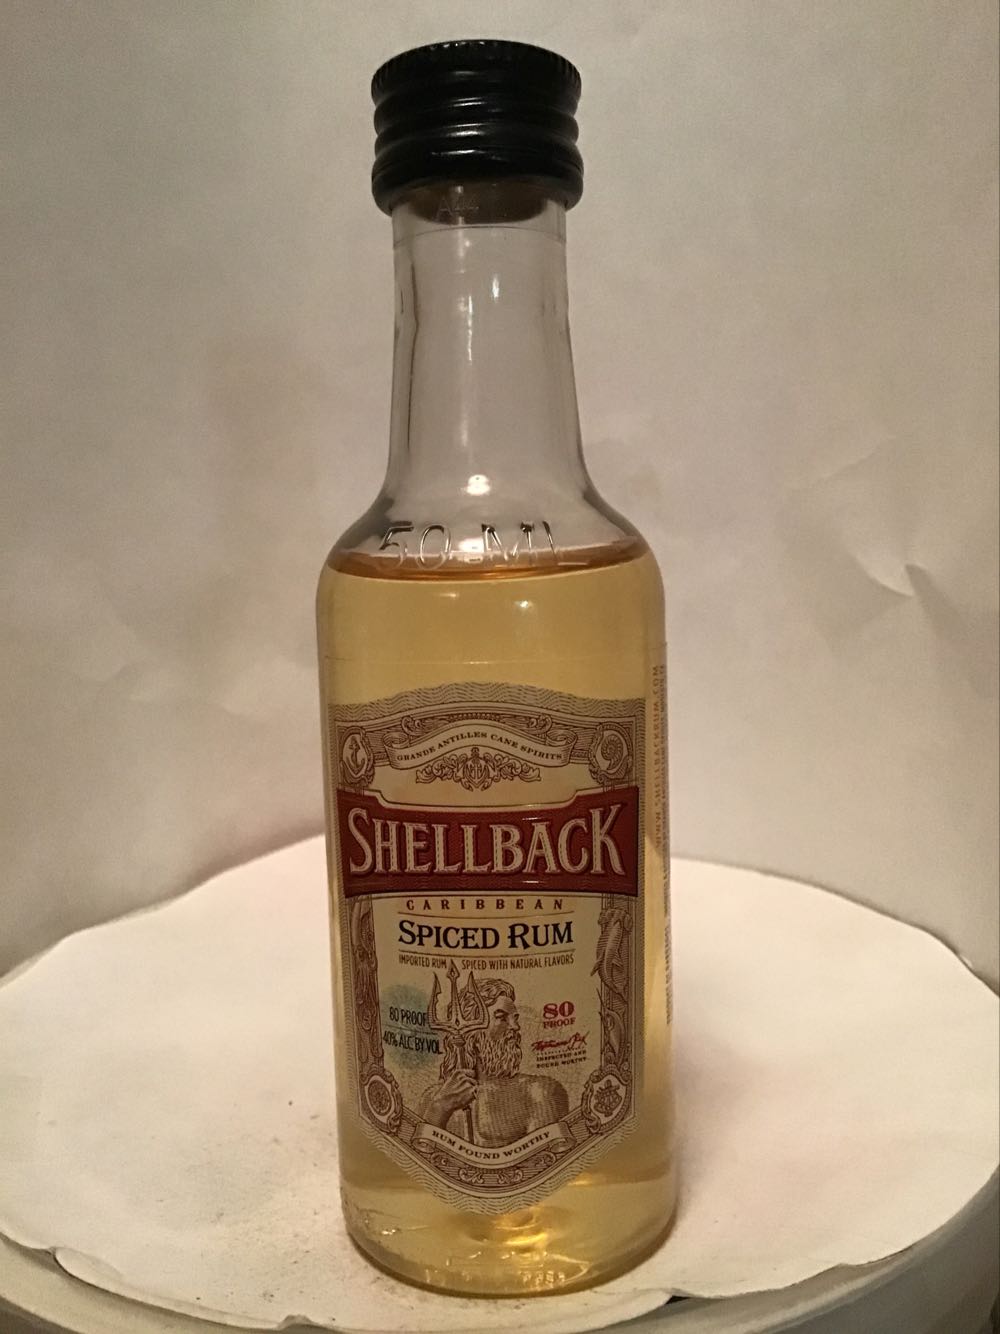 50 ML
GRANDE ANTILLES CANE SPIRITS
SHELLBACK
CARIBBEAN
SPICED RUM
IMPORTED RUM SPICED WITH NATURAL FLAVORS
80 PROOF
40% ALC BY VOL
80
PROOF
INSPECTED AND
FOUND WORTHY
RUM FOUND WORTHY
WWW.SHELLBACKRUM.COM